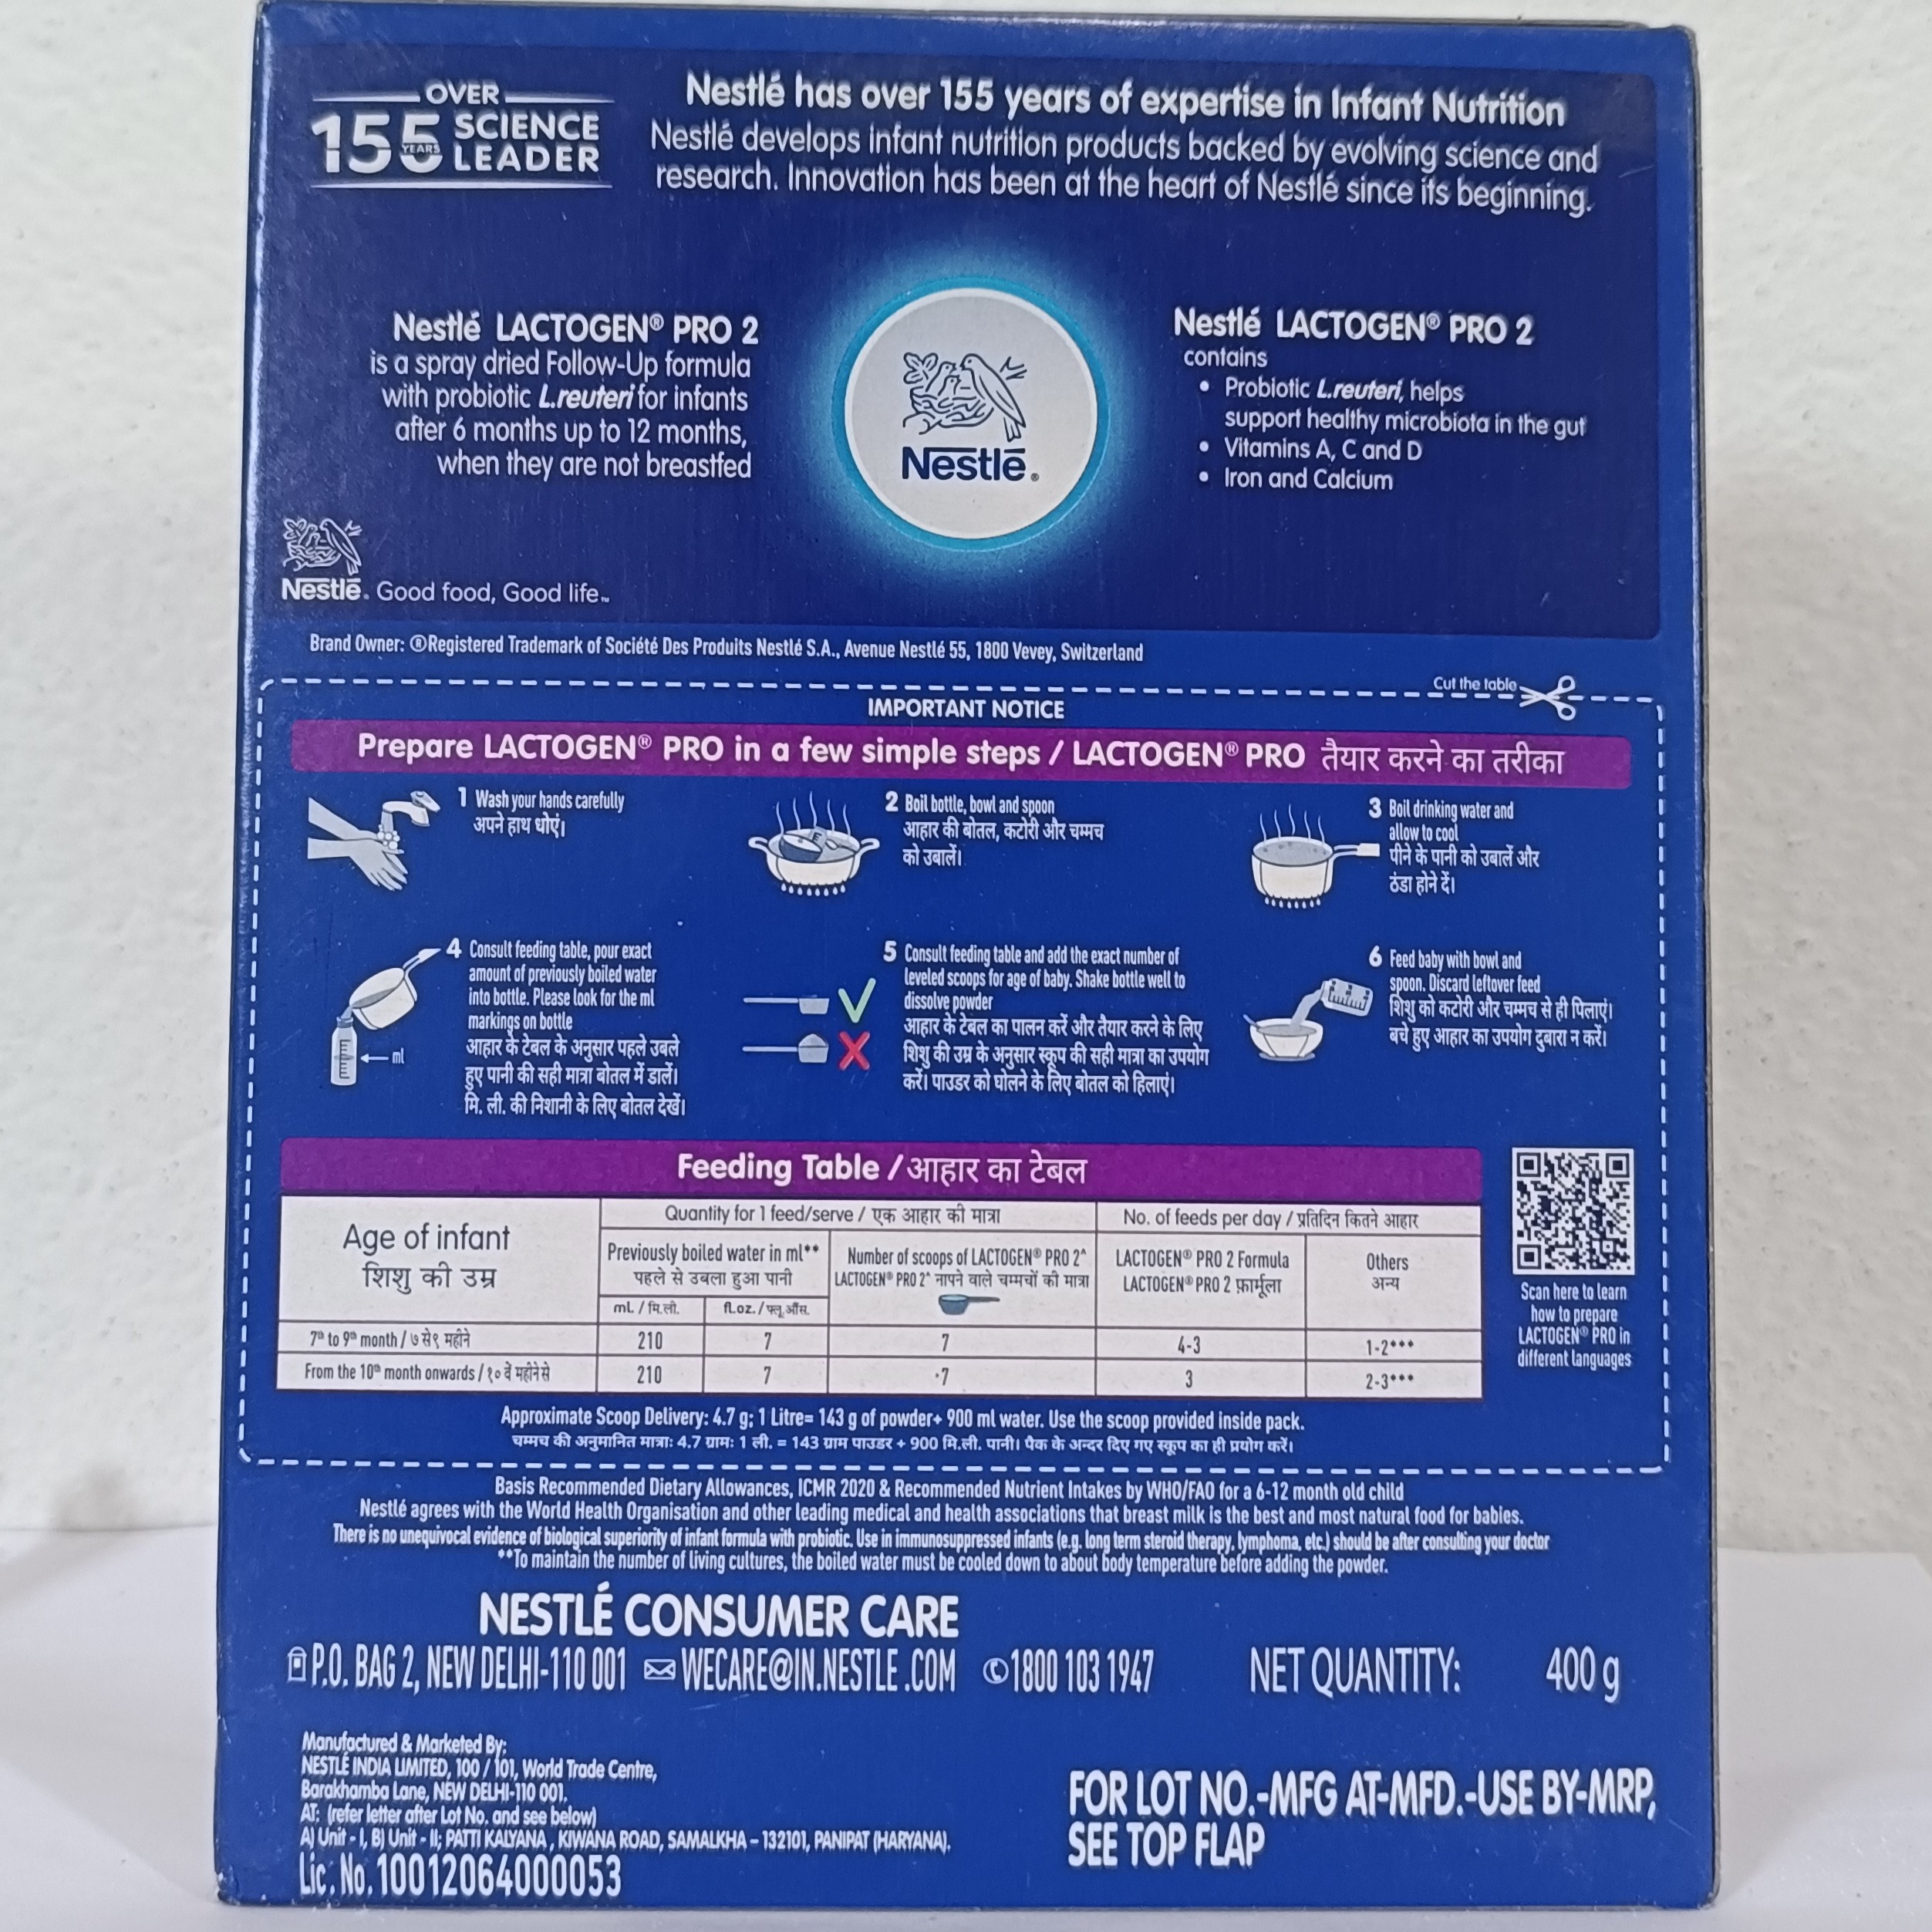 OVER
155 YEARS SCIENCE
LEADER
Nestlé has over 155 years of expertise in Infant Nutrition
Nestlé develops infant nutrition products backed by evolving science and
research. Innovation has been at the heart of Nestlé since its beginning.
Nestlé LACTOGEN® PRO 2
is a spray dried Follow-Up formula
with probiotic L.reuteri for infants
after 6 months up to 12 months,
when they are not breastfed
Nestlé®
Nestlé LACTOGEN® PRO 2
contains
• Probiotic L.reuteri, helps
support healthy microbiota in the gut
• Vitamins A, C and D
• Iron and Calcium
Nestlé. Good food, Good life™
Brand Owner: ®Registered Trademark of Société Des Produits Nestlé S.A., Avenue Nestlé 55, 1800 Vevey, Switzerland
Cut the table
IMPORTANT NOTICE
Prepare LACTOGEN® PRO in a few simple steps / LACTOGEN® PRO तैयार करने का तरीका
1 Wash your hands carefully
अपने हाथ धोएं।
2 Boil bottle, bowl and spoon
आहार की बोतल, कटोरी और चम्मच
को उबालें।
3 Boil drinking water and
allow to cool
पीने के पानी को उबालें और
ठंडा होने दें।
4 Consult feeding table, pour exact
amount of previously boiled water
into bottle. Please look for the ml
markings on bottle
आहार के टेबल के अनुसार पहले उबले
हुए पानी की सही मात्रा बोतल में डालें।
मि. ली. की निशानी के लिए बोतल देखें।
ml
5 Consult feeding table and add the exact number of
leveled scoops for age of baby. Shake bottle well to
dissolve powder
आहार के टेबल का पालन करें और तैयार करने के लिए
शिशु की उम्र के अनुसार स्कूप की सही मात्रा का उपयोग
करें। पाउडर को घोलने के लिए बोतल को हिलाएं।
6 Feed baby with bowl and
spoon. Discard leftover feed
शिशु को कटोरी और चम्मच से ही पिलाएं।
बचे हुए आहार का उपयोग दुबारा न करें।
Feeding Table / आहार का टेबल
Age of infant
शिशु की उम्र
Quantity for 1 feed/serve / एक आहार की मात्रा
No. of feeds per day / प्रतिदिन कितने आहार
Previously boiled water in ml**
पहले से उबला हुआ पानी
Number of scoops of LACTOGEN® PRO 2^
LACTOGEN® PRO 2^ नापने वाले चम्मचों की मात्रा
LACTOGEN® PRO 2 Formula
LACTOGEN® PRO 2 फ़ार्मूला
Others
अन्य
mL / मि.ली. fl.oz. / फ्लू.औंस.
7th to 9th month / ७ से ९ महीने 210 7 7 4-3 1-2***
From the 10th month onwards / १० वें महीने से 210 7 7 3 2-3***
Scan here to learn
how to prepare
LACTOGEN® PRO in
different languages
Approximate Scoop Delivery: 4.7 g; 1 Litre= 143 g of powder+ 900 ml water. Use the scoop provided inside pack.
चम्मच की अनुमानित मात्रा: 4.7 ग्राम: 1 ली. = 143 ग्राम पाउडर + 900 मि.ली. पानी। पैक के अन्दर दिए गए स्कूप का ही प्रयोग करें।
Basis Recommended Dietary Allowances, ICMR 2020 & Recommended Nutrient Intakes by WHO/FAO for a 6-12 month old child
Nestlé agrees with the World Health Organisation and other leading medical and health associations that breast milk is the best and most natural food for babies.
There is no unequivocal evidence of biological superiority of infant formula with probiotic. Use in immunosuppressed infants (e.g. long term steroid therapy, lymphoma, etc.) should be after consulting your doctor
**To maintain the number of living cultures, the boiled water must be cooled down to about body temperature before adding the powder.
NESTLÉ CONSUMER CARE
P.O. BAG 2, NEW DELHI-110 001 WECARE@IN.NESTLE.COM 1800 103 1947
NET QUANTITY: 400 g
Manufactured & Marketed By:
NESTLÉ INDIA LIMITED, 100 / 101, World Trade Centre,
Barakhamba Lane, NEW DELHI-110 001.
AT: (refer letter after Lot No. and see below)
A) Unit - I, B) Unit - II; PATTI KALYANA, KIWANA ROAD, SAMALKHA – 132101, PANIPAT (HARYANA).
Lic. No. 10012064000053
FOR LOT NO.-MFG AT-MFD.-USE BY-MRP,
SEE TOP FLAP